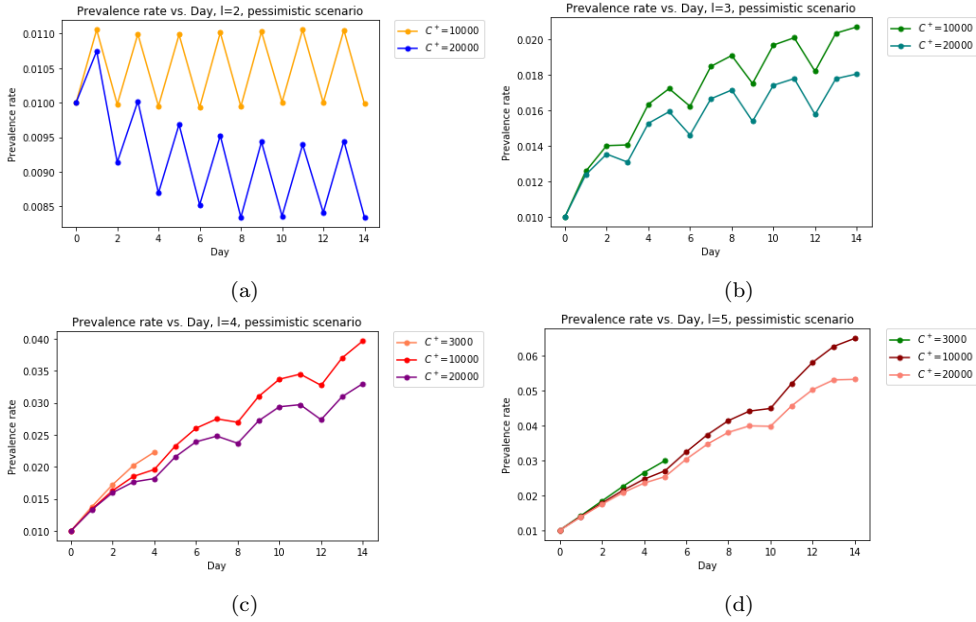 Prevalence rate vs. Day, l=2, pessimistic scenario
C⁺=10000
C⁺=20000
Prevalence rate
0.0110
0.0105
0.0100
0.0095
0.0090
0.0085
0 2 4 6 8 10 12 14
Day
(a)
Prevalence rate vs. Day, l=3, pessimistic scenario
C⁺=10000
C⁺=20000
Prevalence rate
0.020
0.018
0.016
0.014
0.012
0.010
0 2 4 6 8 10 12 14
Day
(b)
Prevalence rate vs. Day, l=4, pessimistic scenario
C⁺=3000
C⁺=10000
C⁺=20000
Prevalence rate
0.040
0.035
0.030
0.025
0.020
0.015
0.010
0 2 4 6 8 10 12 14
Day
(c)
Prevalence rate vs. Day, l=5, pessimistic scenario
C⁺=3000
C⁺=10000
C⁺=20000
Prevalence rate
0.06
0.05
0.04
0.03
0.02
0.01
0 2 4 6 8 10 12 14
Day
(d)